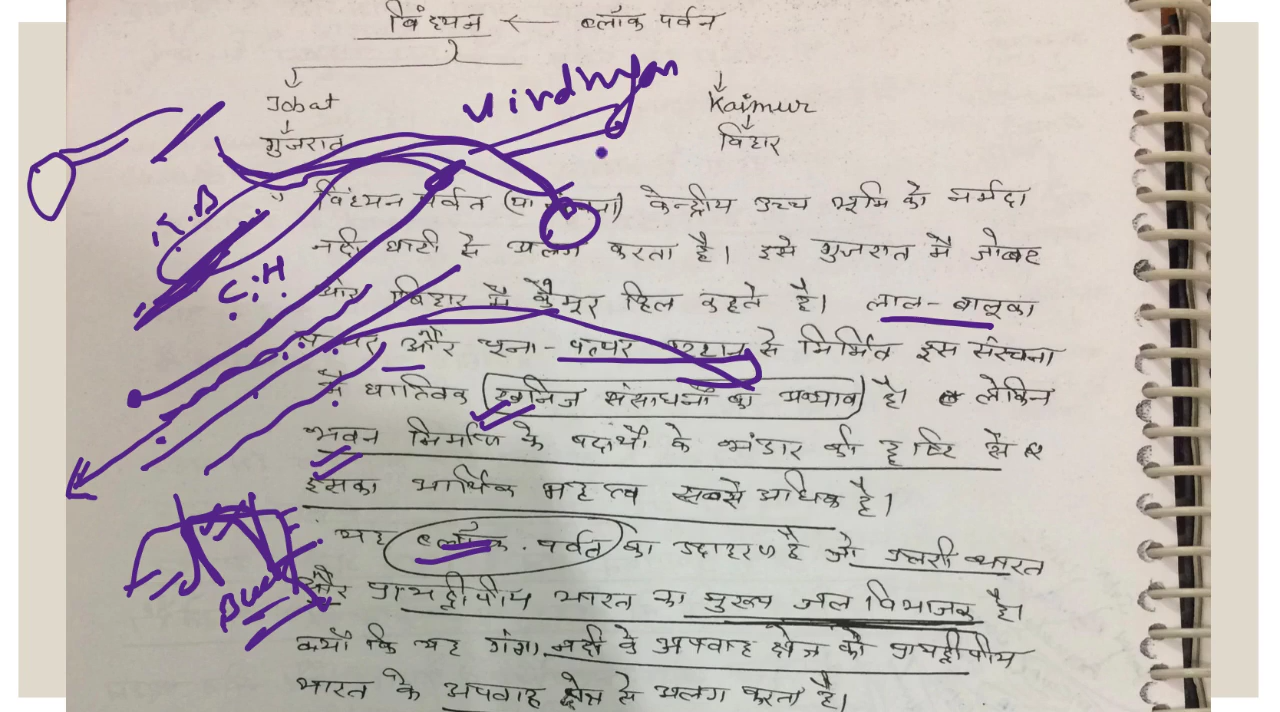 विंध्यन ← ब्लॉक पर्वत
Vindhyan
Jobat
Kaimur
गुजरात
बिहार
विंध्यन पर्वत (या) केन्द्रीय उच्च भूमि को नर्मदा
R.B
नदी घाटी से अलग करता है। इसे गुजरात में जोबट
C.H
और बिहार में कैमूर हिल कहते है। लाल-बालूका
पत्थर और चूना-पत्थर चट्टान से निर्मित इस संरचना
में धात्विक खनिज संसाधनों का अभाव है। लेकिन
भवन निर्माण के पदार्थों के भंडार की दृष्टि से
इसका आर्थिक महत्व सबसे अधिक है।
यह ब्लॉक पर्वत का उदाहरण है जो उत्तरी भारत
और प्रायद्वीपीय भारत का मुख्य जल विभाजक है।
क्यों कि यह गंगा नदी के अपवाह क्षेत्र को प्रायद्वीपीय
भारत के अपवाह क्षेत्र से अलग करता है।